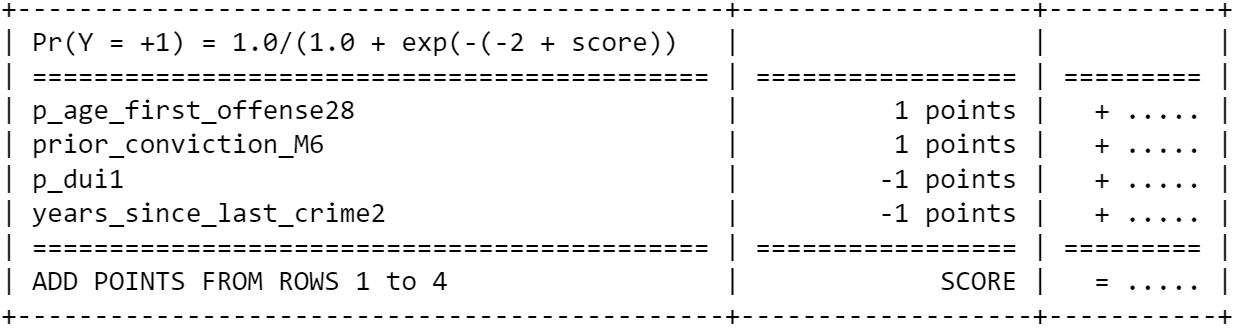 +----------------------------------------------+--------------------+-----------+
| Pr(Y = +1) = 1.0/(1.0 + exp(-(-2 + score))   |                    |           |
| ============================================ | ================= | ========= |
| p_age_first_offense28                        |          1 points | + ..... |
| prior_conviction_M6                          |          1 points | + ..... |
| p_dui1                                       |         -1 points | + ..... |
| years_since_last_crime2                      |         -1 points | + ..... |
| ============================================ | ================= | ========= |
| ADD POINTS FROM ROWS 1 to 4                  |             SCORE | = ..... |
+----------------------------------------------+--------------------+-----------+